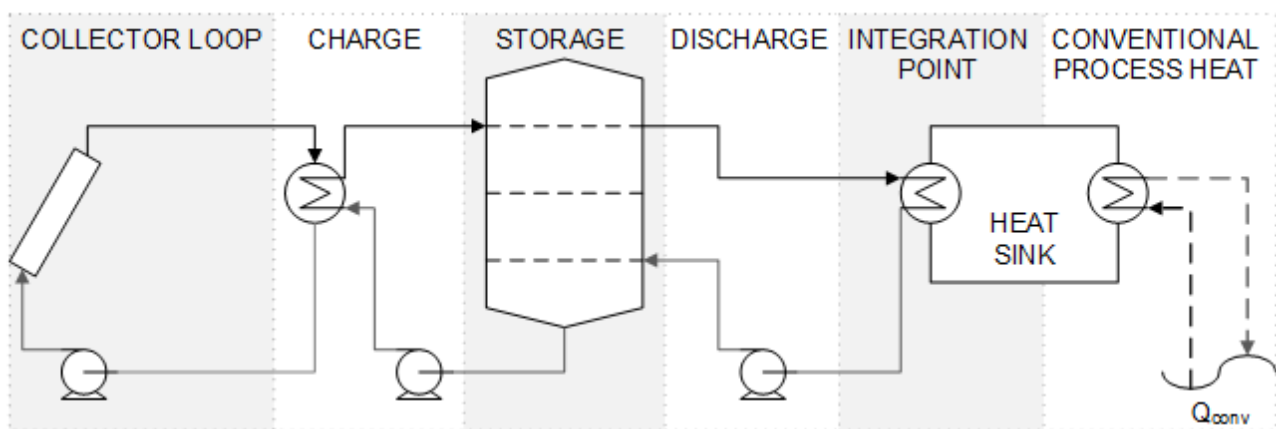 COLLECTOR LOOP
CHARGE
STORAGE
DISCHARGE
INTEGRATION
POINT
CONVENTIONAL
PROCESS HEAT
HEAT
SINK
Qconv